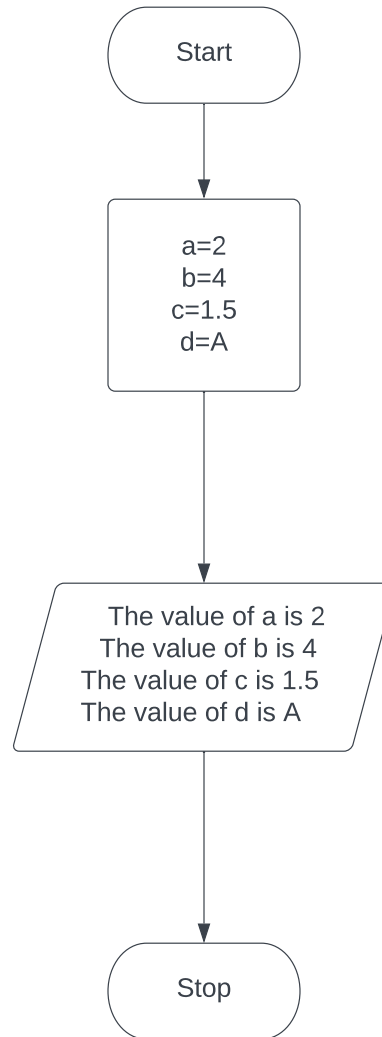 Start
a=2
b=4
c=1.5
d=A
The value of a is 2
The value of b is 4
The value of c is 1.5
The value of d is A
Stop